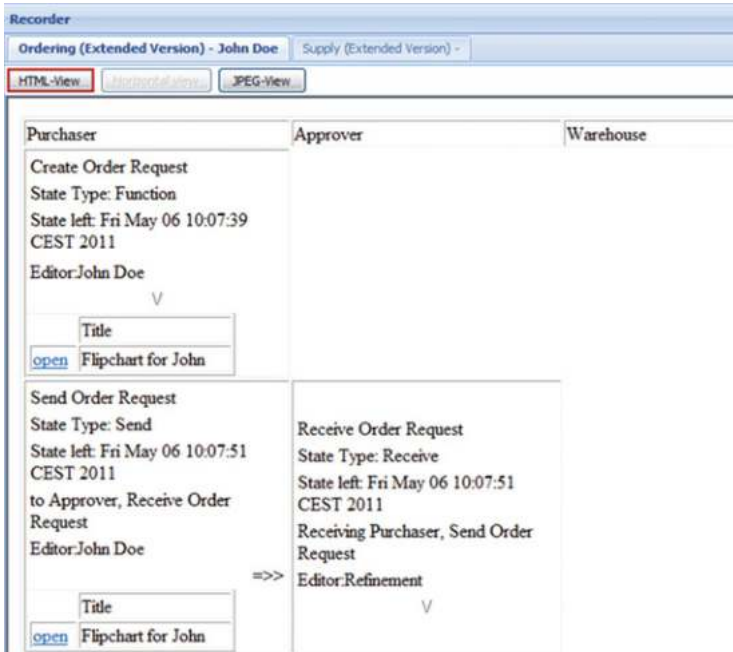 Recorder
Ordering (Extended Version) - John Doe
Supply (Extended Version) -
HTML-View
Horizontal view
JPEG-View
Purchaser
Approver
Warehouse
Create Order Request
State Type: Function
State left: Fri May 06 10:07:39
CEST 2011
Editor:John Doe
V
Title
open Flipchart for John
Send Order Request
State Type: Send
State left: Fri May 06 10:07:51
CEST 2011
to Approver, Receive Order
Request
Editor:John Doe
=>>
Title
open Flipchart for John
Receive Order Request
State Type: Receive
State left: Fri May 06 10:07:51
CEST 2011
Receiving Purchaser, Send Order
Request
Editor:Refinement
V